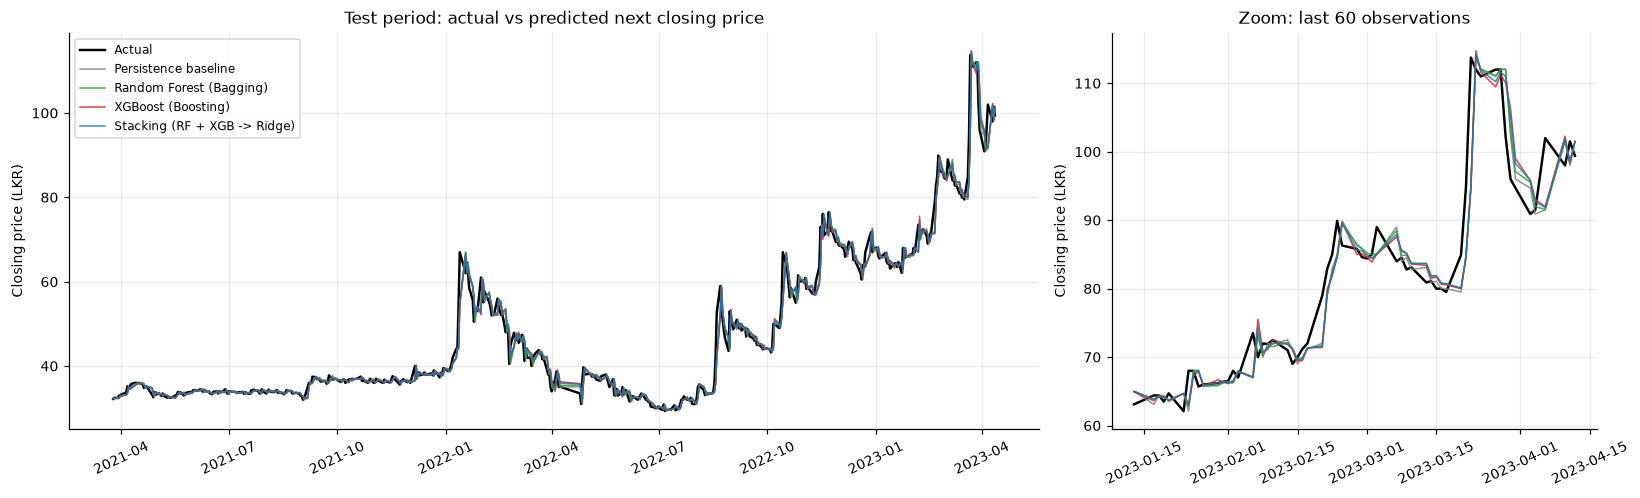 Test period: actual vs predicted next closing price
Closing price (LKR)
100
80
60
40
Actual
Persistence baseline
Random Forest (Bagging)
XGBoost (Boosting)
Stacking (RF + XGB -> Ridge)
2021-04
2021-07
2021-10
2022-01
2022-04
2022-07
2022-10
2023-01
2023-04
Zoom: last 60 observations
Closing price (LKR)
110
100
90
80
70
60
2023-01-15
2023-02-01
2023-02-15
2023-03-01
2023-03-15
2023-04-01
2023-04-15